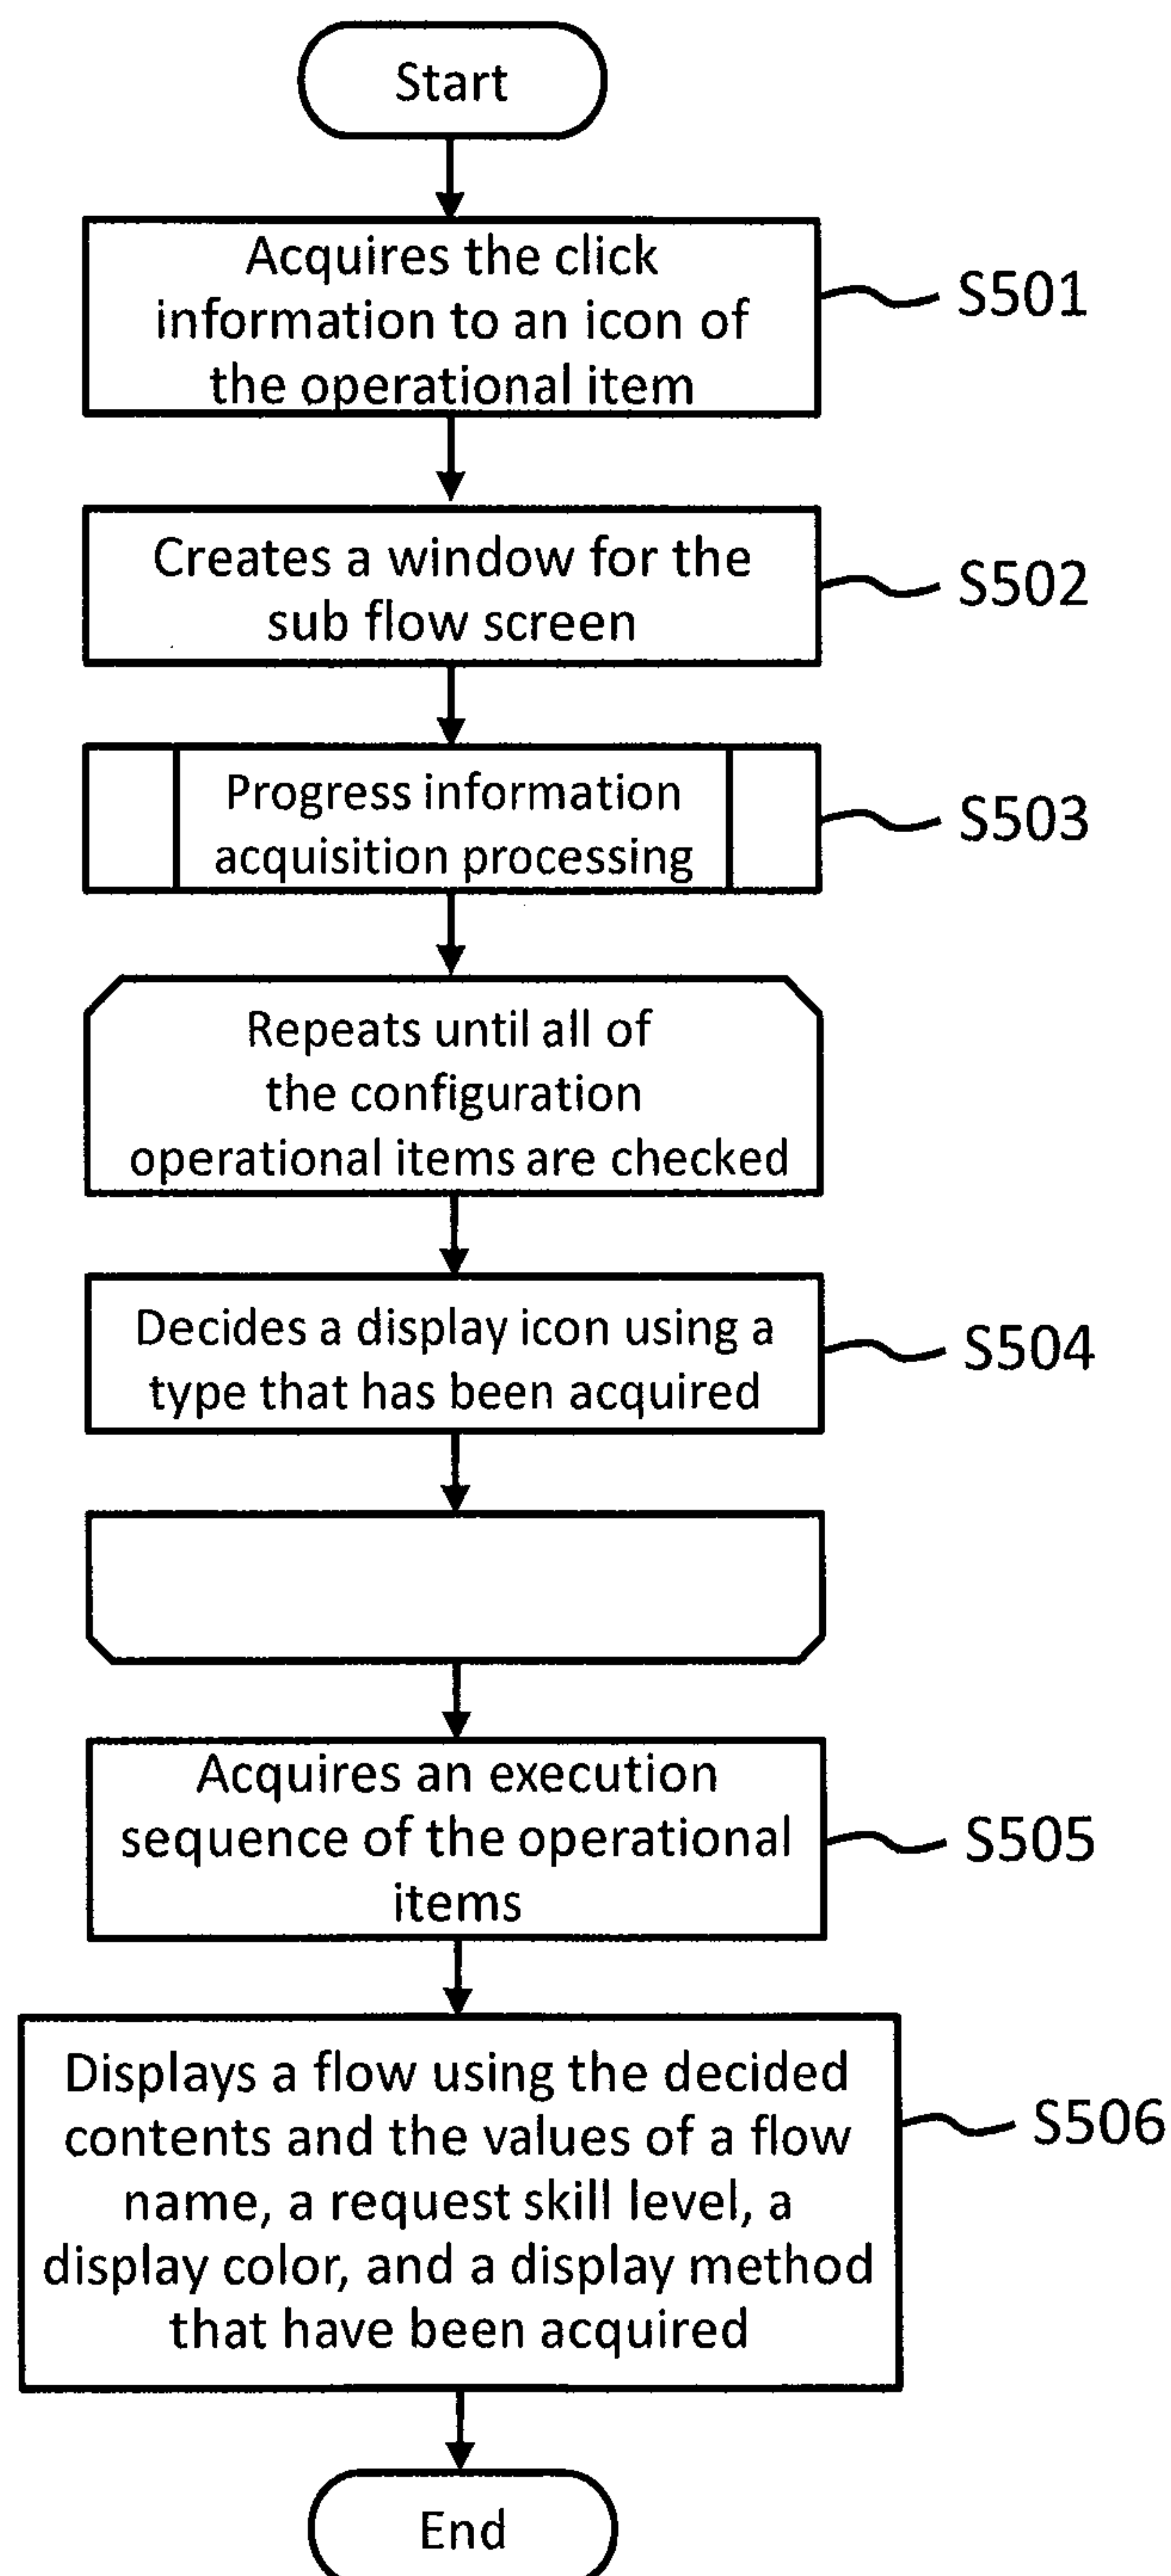 Start
Acquires the click
information to an icon of
the operational item
S501
Creates a window for the
sub flow screen
S502
Progress information
acquisition processing
S503
Repeats until all of
the configuration
operational items are checked
Decides a display icon using a
type that has been acquired
S504
Acquires an execution
sequence of the operational
items
S505
Displays a flow using the decided
contents and the values of a flow
name, a request skill level, a
display color, and a display method
that have been acquired
S506
End